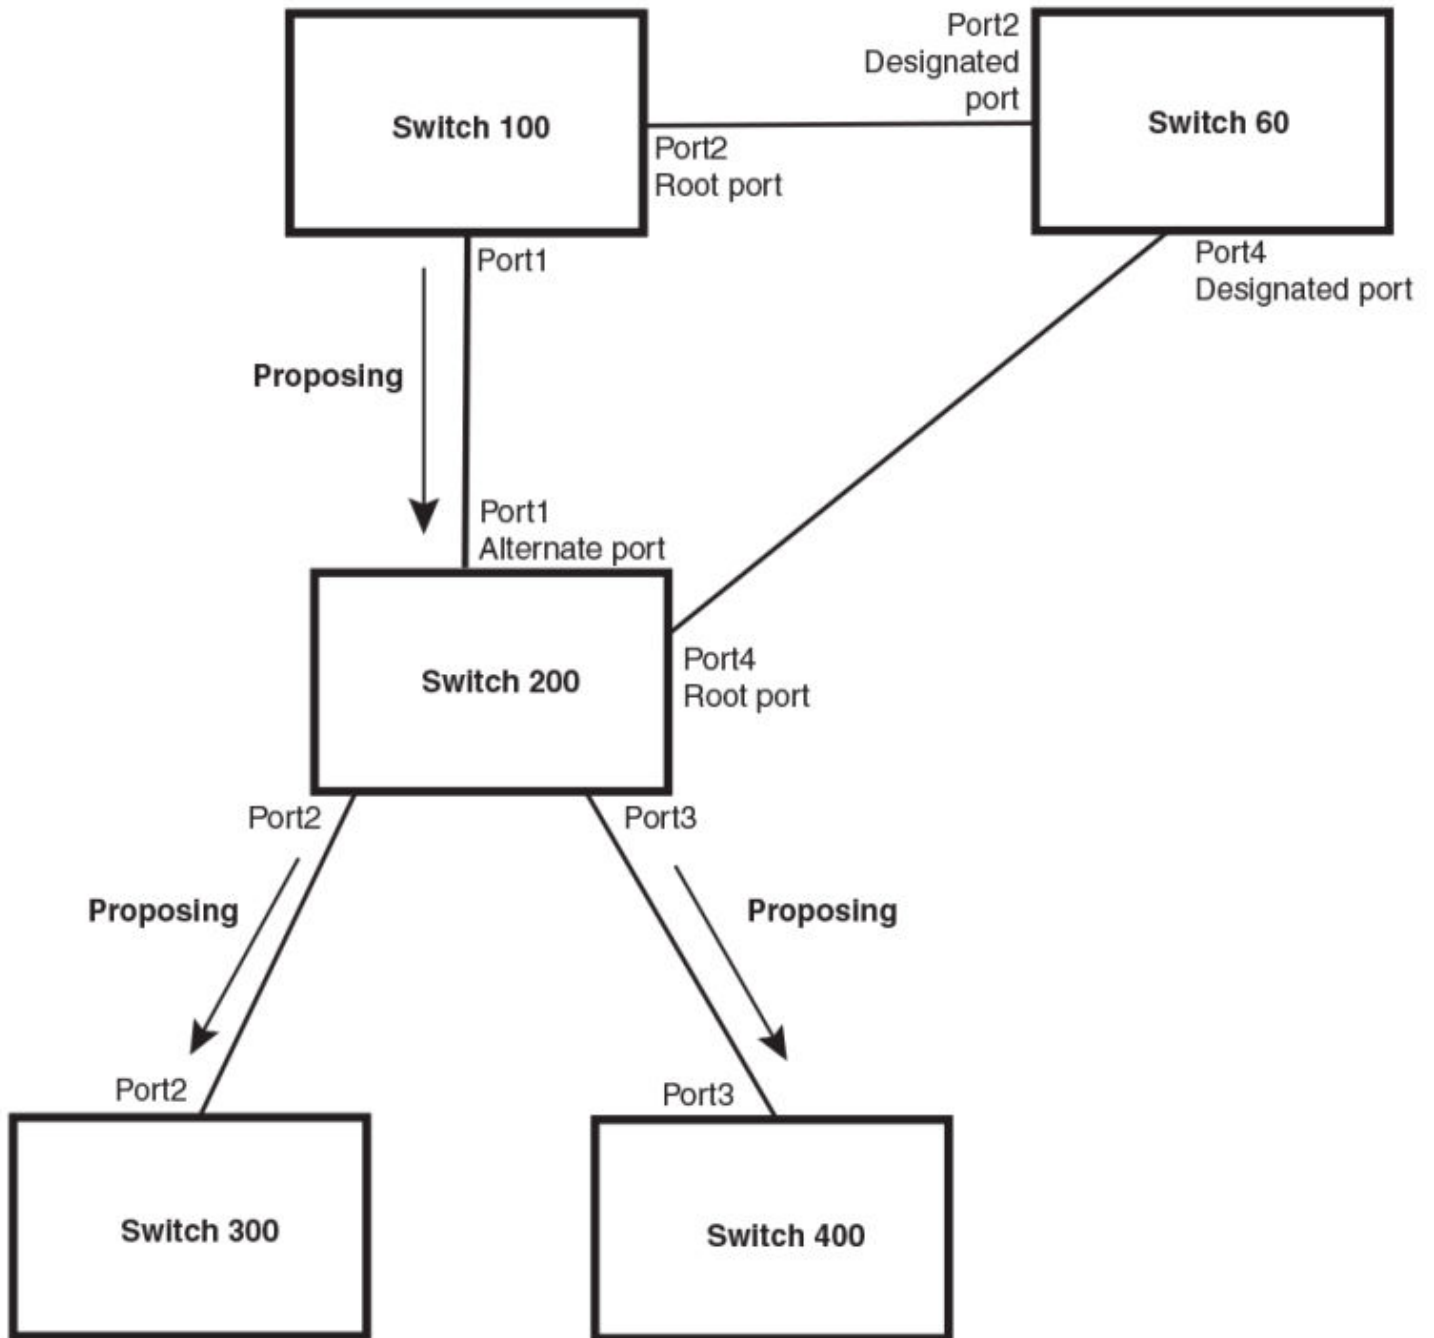 Port2
Designated
port
Switch 100
Switch 60
Port2
Root port
Port1
Port4
Designated port
Proposing
Port1
Alternate port
Switch 200
Port4
Root port
Port2
Port3
Proposing
Proposing
Port2
Port3
Switch 300
Switch 400